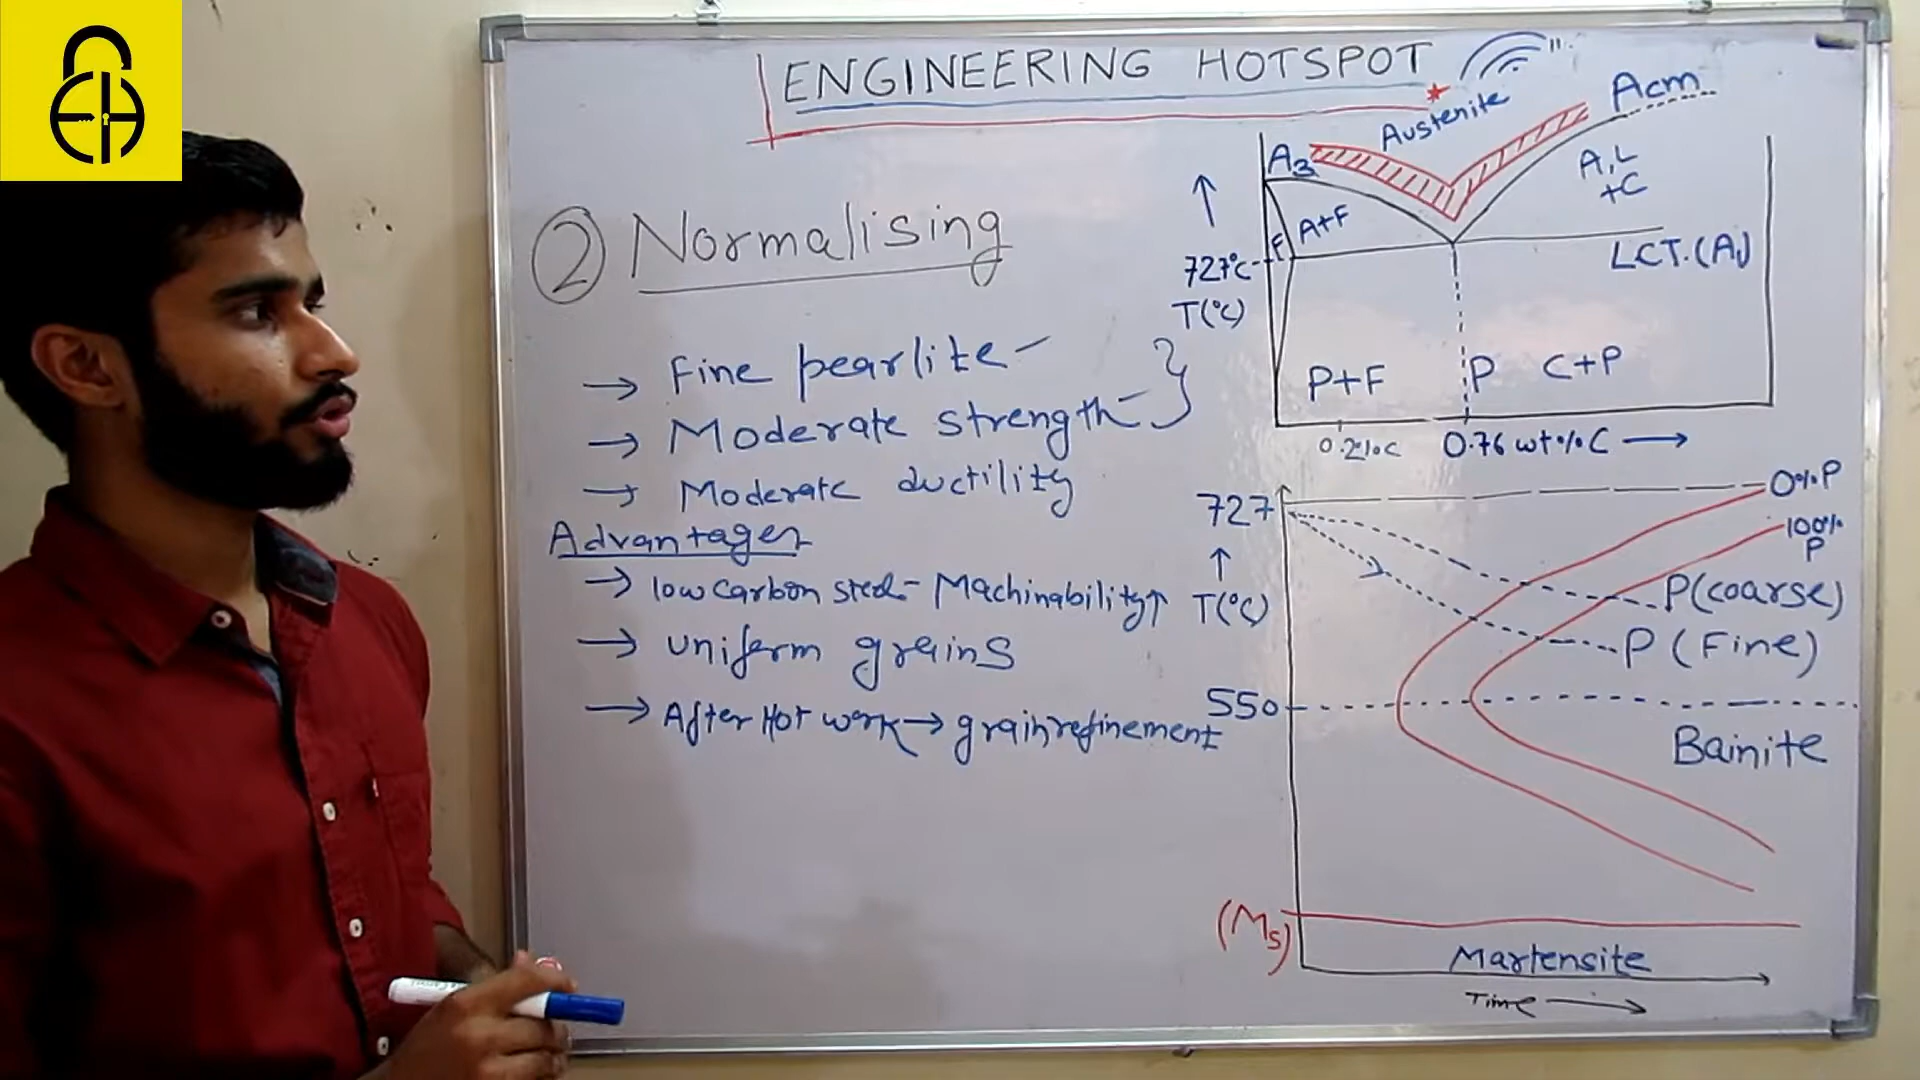 ENGINEERING HOTSPOT
② Normalising
→ Fine pearlite -
→ Moderate strength - }
→ Moderate ductility
Advantages
→ low carbon steel - Machinability↑
→ uniform grains
→ After Hot work → grain refinement
Austenite
Acm
A3
A+F
F
A,L
+C
727°C
T(°C)
LCT. (A1)
P+F
P
C+P
0.2%C
0.76 wt%C →
727
0%P
100%
P
↑
T(°C)
P(coarse)
P (Fine)
550
Bainite
(Ms)
Martensite
Time →